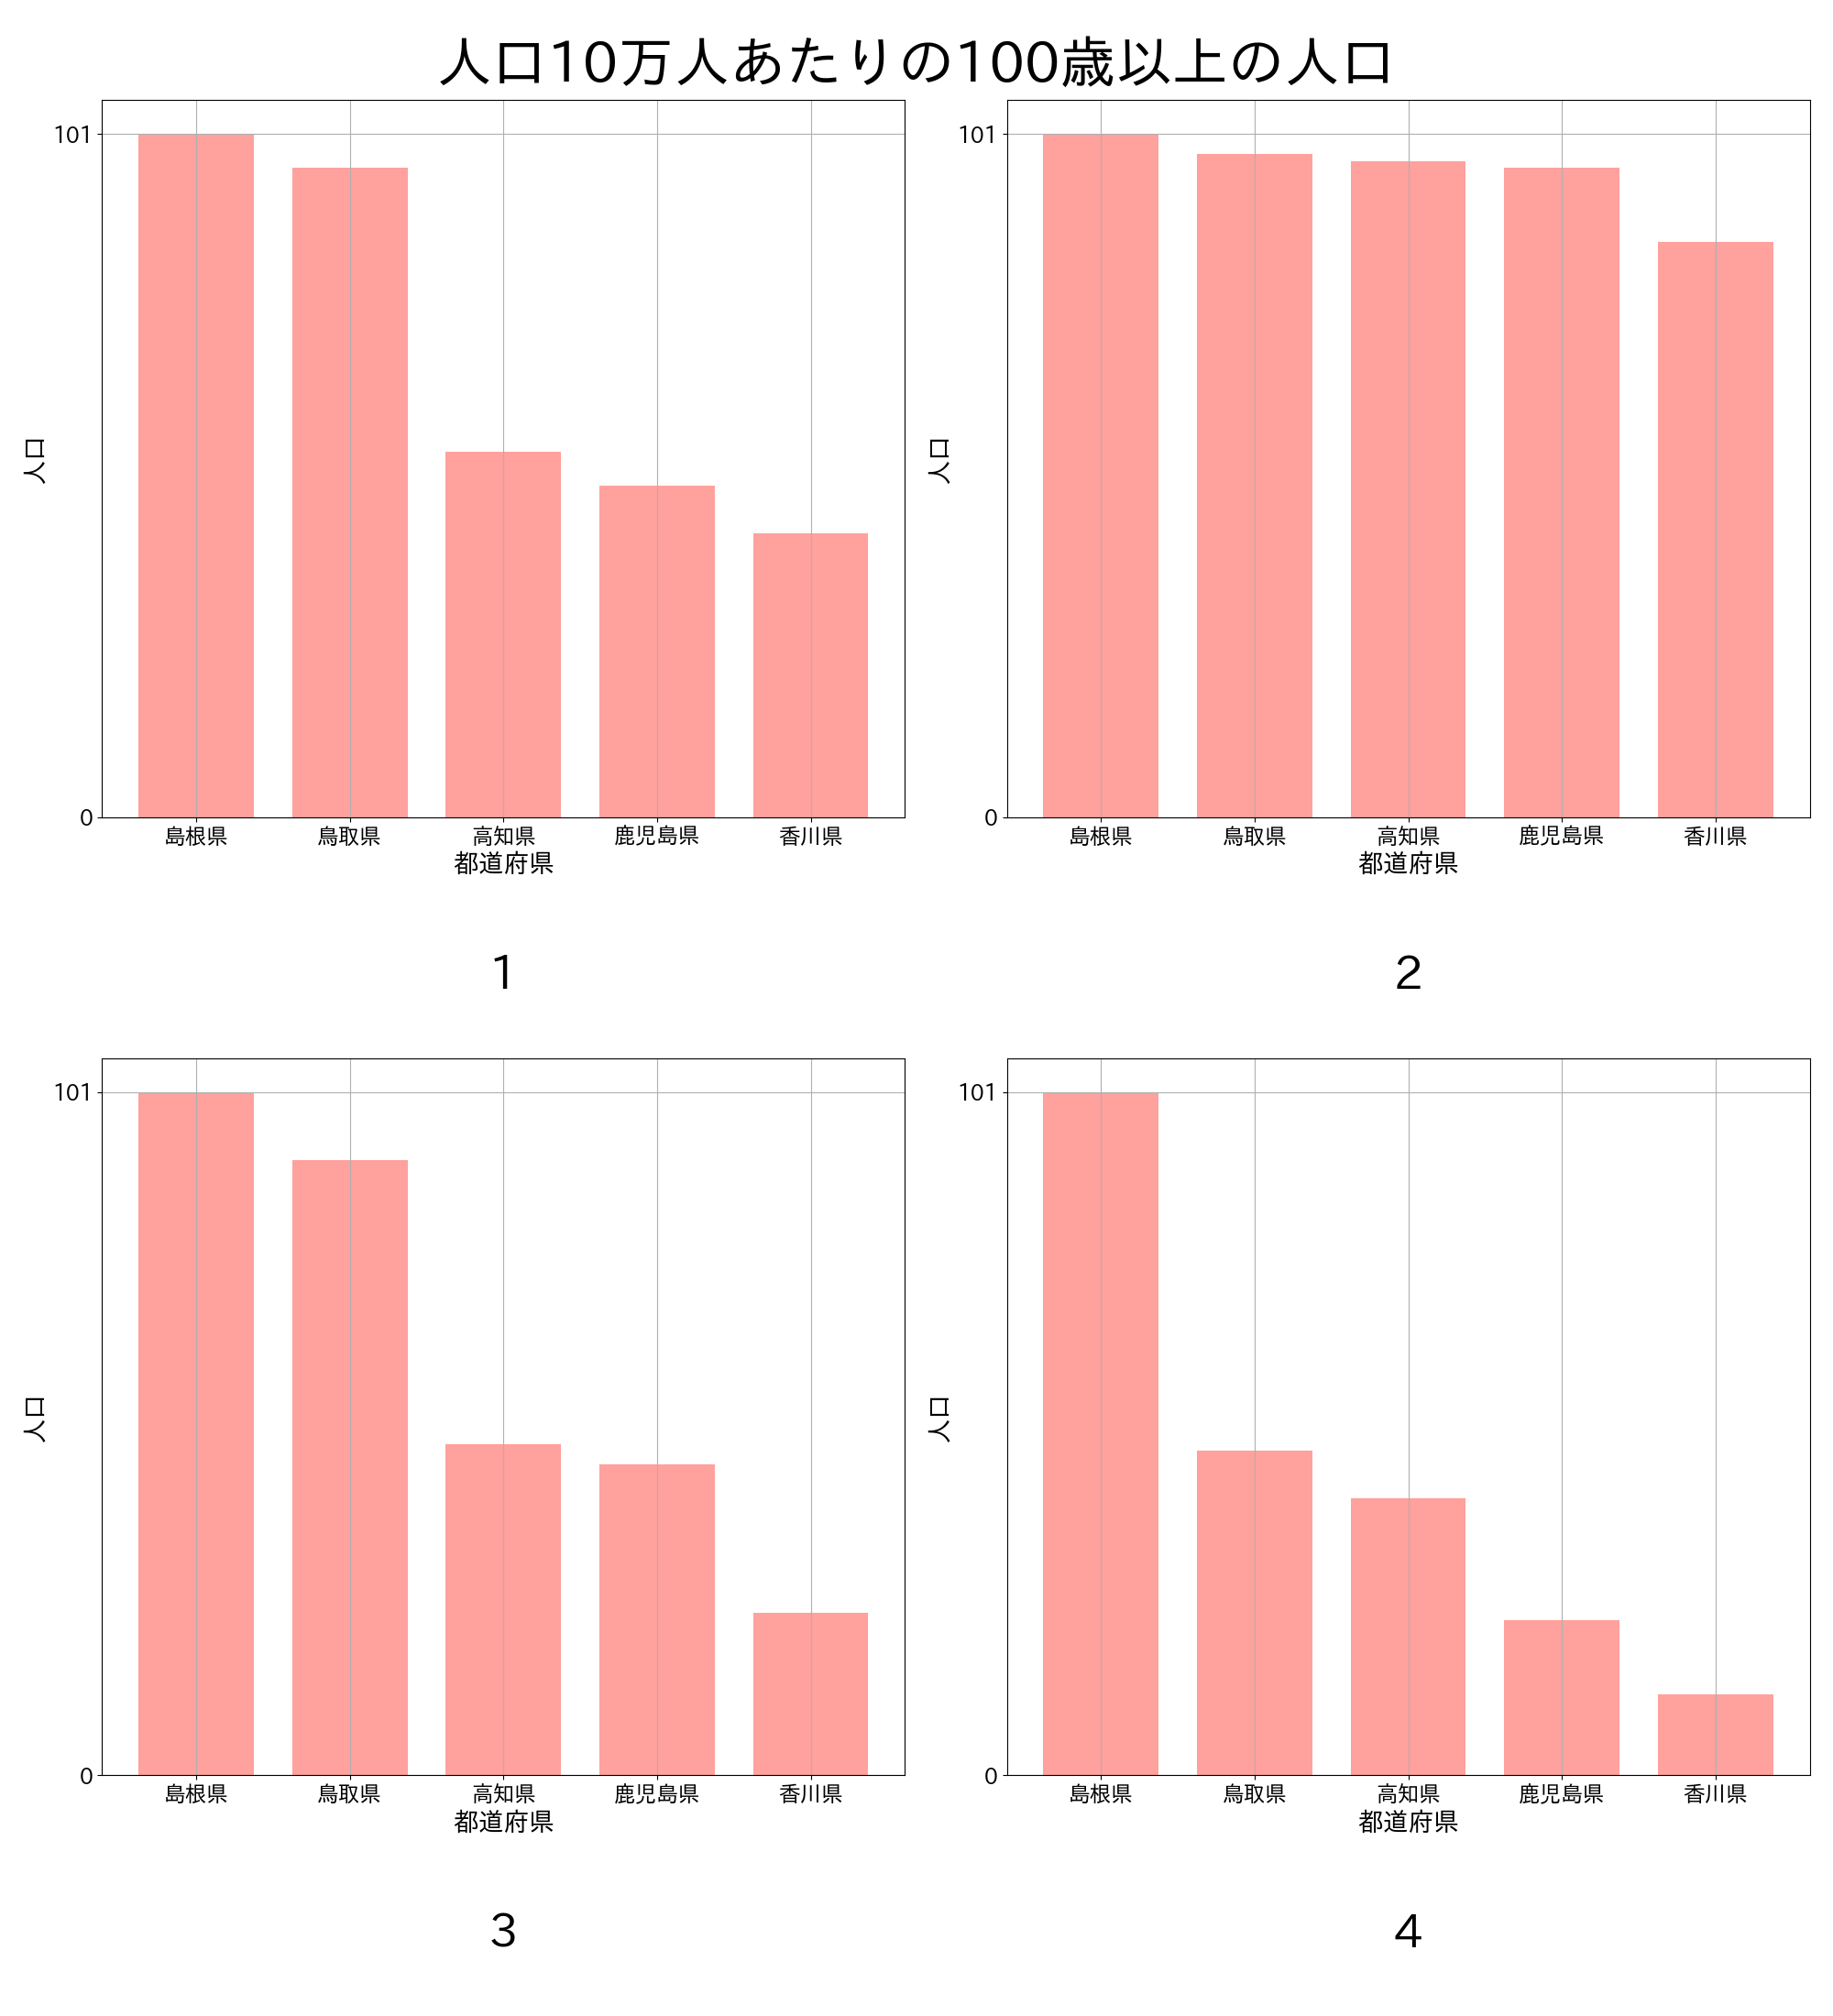 人口10万人あたりの100歳以上の人口
101
0
人口
島根県 鳥取県 高知県 鹿児島県 香川県
都道府県
1
101
0
人口
島根県 鳥取県 高知県 鹿児島県 香川県
都道府県
2
101
0
人口
島根県 鳥取県 高知県 鹿児島県 香川県
都道府県
3
101
0
人口
島根県 鳥取県 高知県 鹿児島県 香川県
都道府県
4